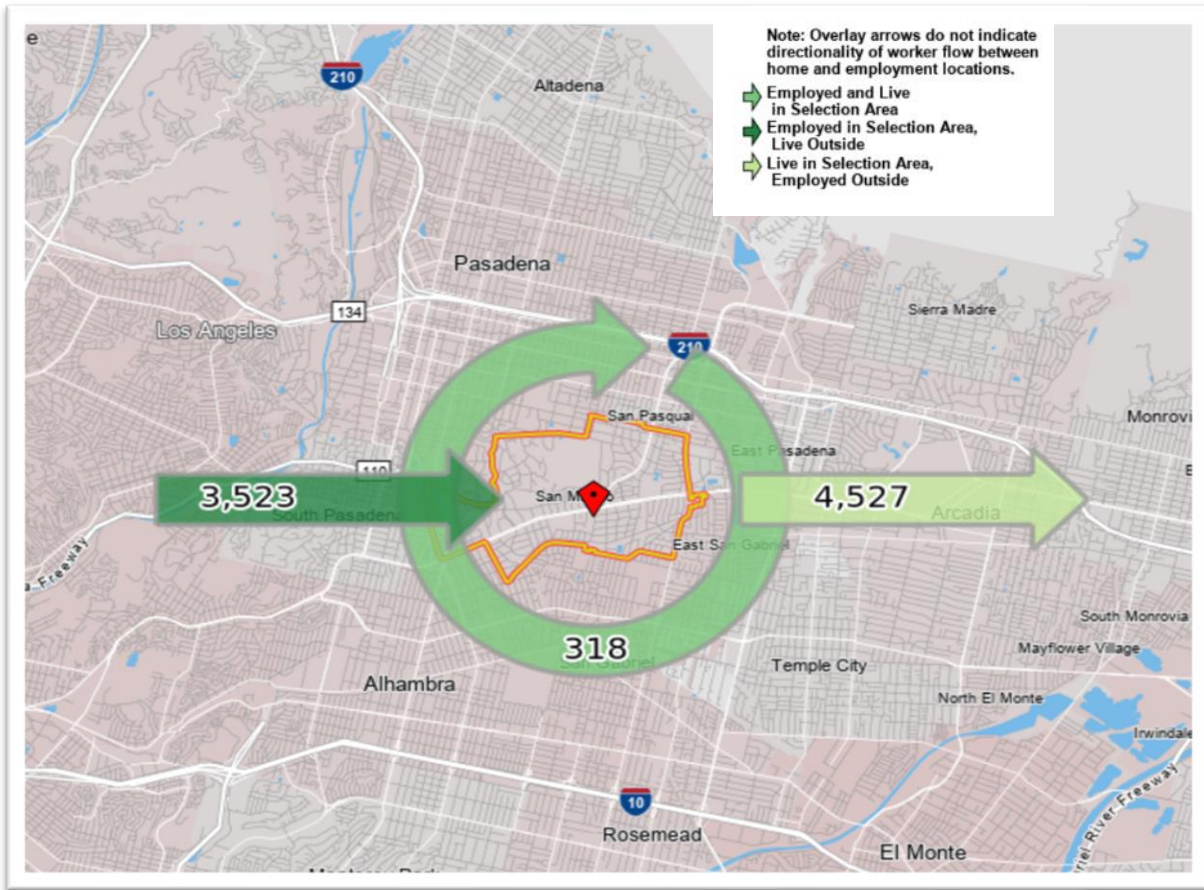 e
Note: Overlay arrows do not indicate
directionality of worker flow between
home and employment locations.
Employed and Live
in Selection Area
Employed in Selection Area,
Live Outside
Live in Selection Area,
Employed Outside
210
Altadena
Pasadena
134
Los Angeles
Sierra Madre
210
San Pasqual
Monrovi
East Pasadena
110
3,523
San M
4,527
South Pasadena
Arcadia
East San Gabriel
Freeway
South Monrovia
318
San Gabriel
Temple City
Mayflower Village
Alhambra
North El Monte
Irwindale
10
Rosemead
El Monte
River Freeway